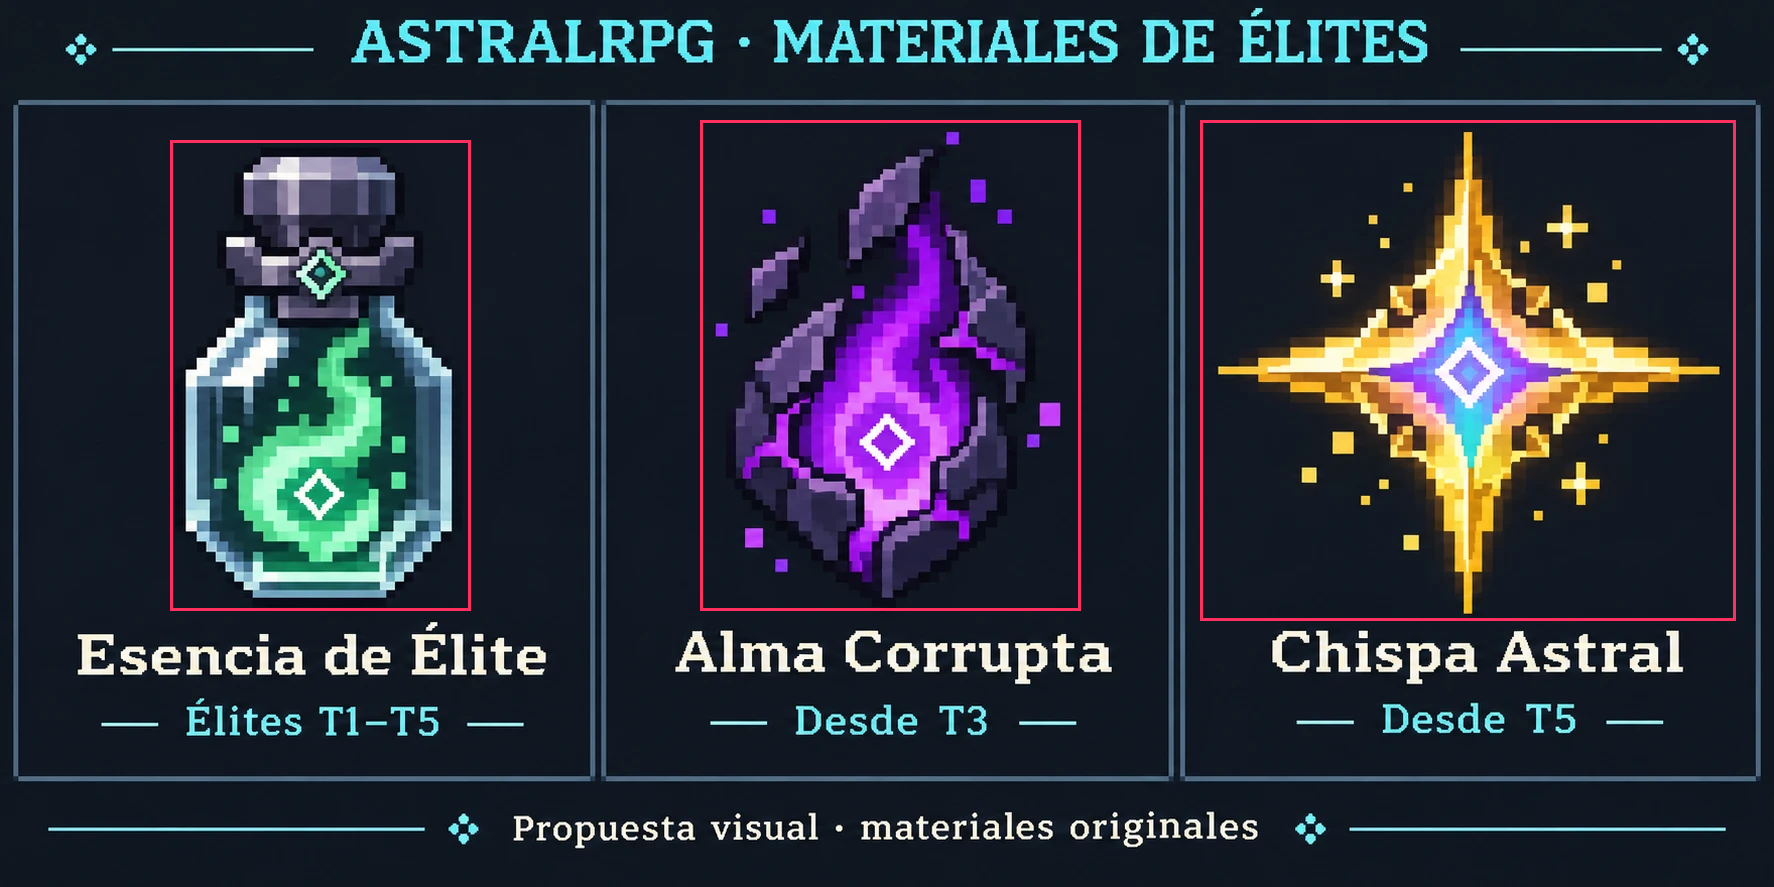 ASTRALRPG · MATERIALES DE ÉLITES
Esencia de Élite
Élites T1–T5
Alma Corrupta
Desde T3
Chispa Astral
Desde T5
Propuesta visual · materiales originales